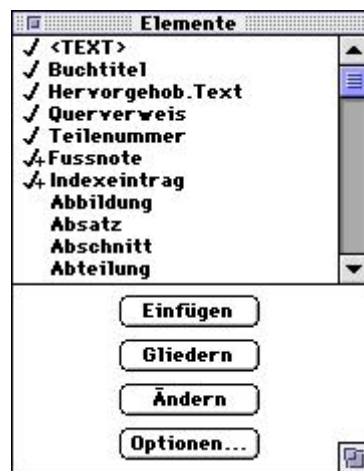 Elemente
✓ <TEXT>
✓ Buchtitel
✓ Hervorgehob.Text
✓ Querverweis
✓ Teilenummer
✓+ Fussnote
✓+ Indexeintrag
Abbildung
Absatz
Abschnitt
Abteilung
Einfügen
Gliedern
Ändern
Optionen...